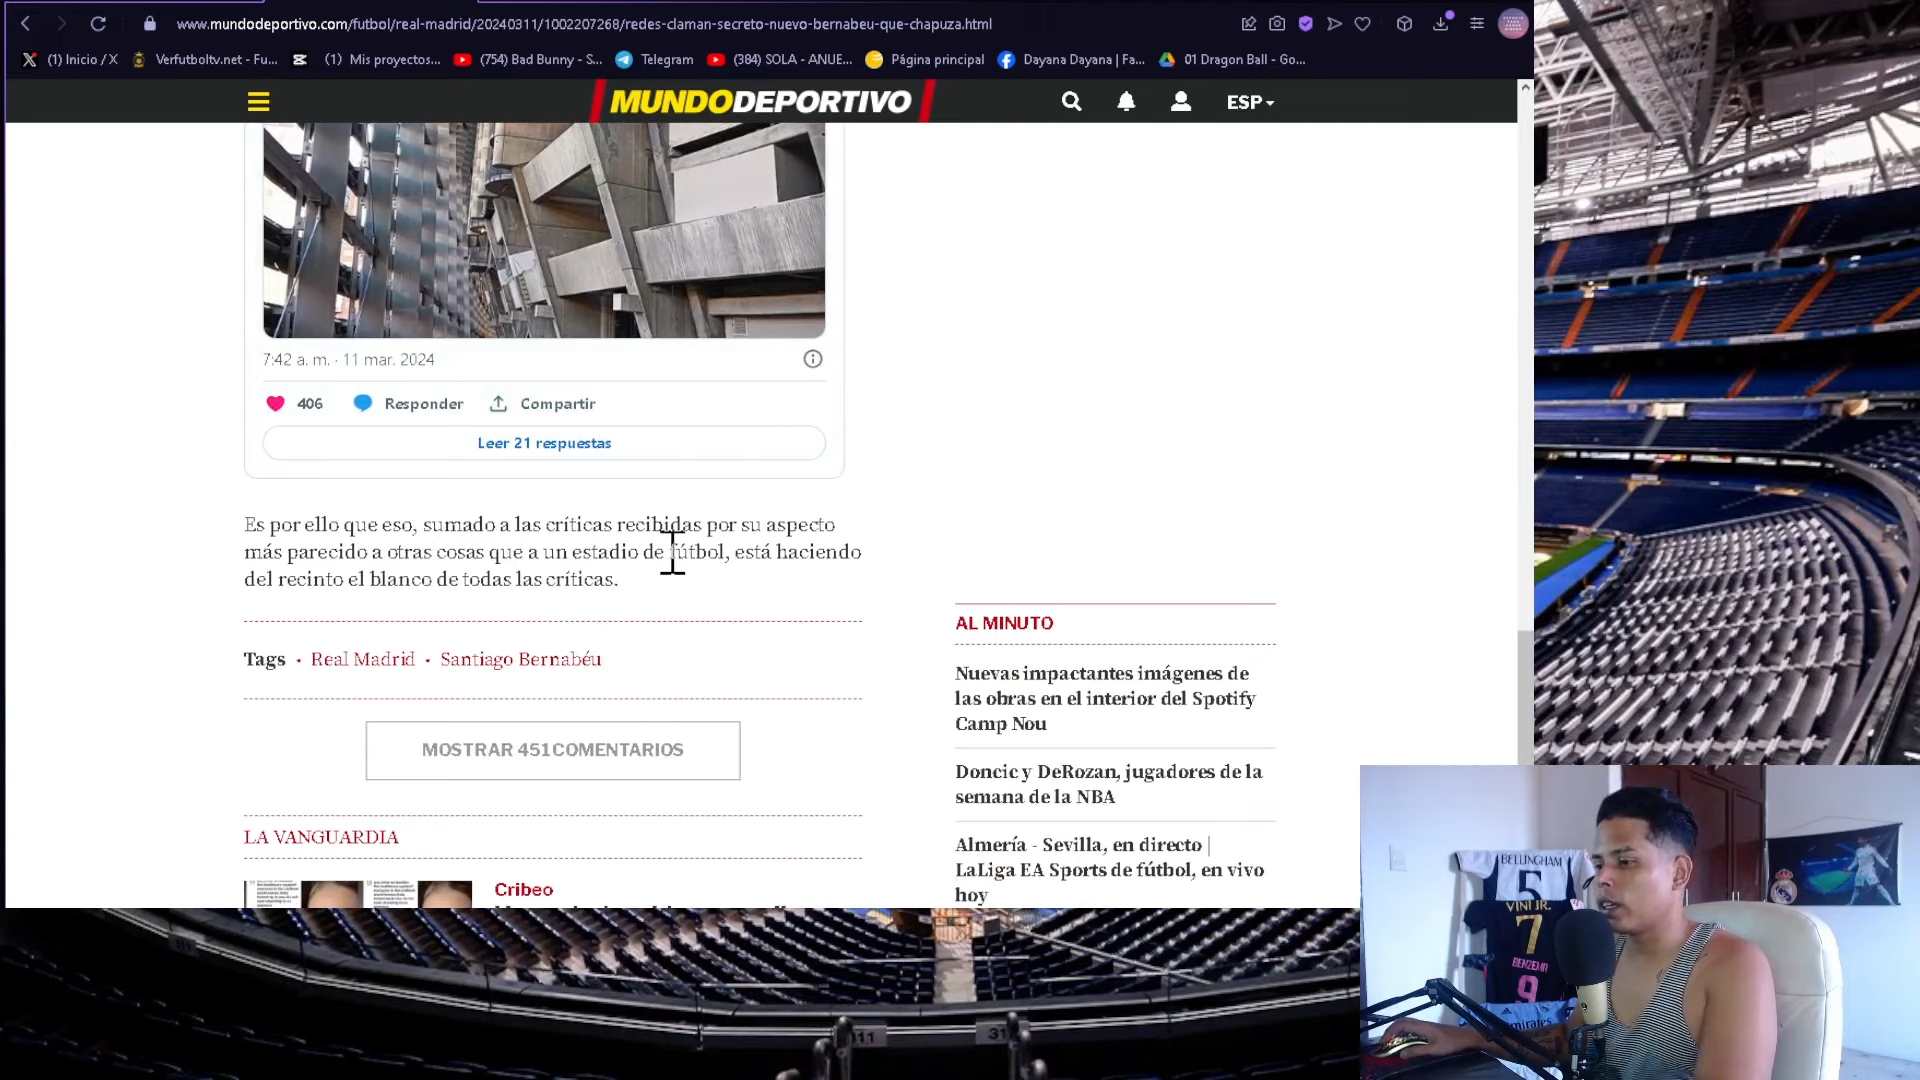 www.mundodeportivo.com/futbol/real-madrid/20240311/1002207268/redes-claman-secreto-nuevo-bernabeu-que-chapuza.html
(1) Inicio / X
Verfutboltv.net - Fu...
(1) Mis proyectos...
(754) Bad Bunny - S...
Telegram
(384) SOLA - ANUE...
Página principal
Dayana Dayana | Fa...
01 Dragon Ball - Go...
MUNDODEPORTIVO
ESP
7:42 a. m. · 11 mar. 2024
406
Responder
Compartir
Leer 21 respuestas
Es por ello que eso, sumado a las críticas recibidas por su aspecto
más parecido a otras cosas que a un estadio de fútbol, está haciendo
del recinto el blanco de todas las críticas.
Tags · Real Madrid · Santiago Bernabéu
MOSTRAR 451 COMENTARIOS
LA VANGUARDIA
Cribeo
AL MINUTO
Nuevas impactantes imágenes de
las obras en el interior del Spotify
Camp Nou
Doncic y DeRozan, jugadores de la
semana de la NBA
Almería - Sevilla, en directo |
LaLiga EA Sports de fútbol, en vivo
hoy
BELLINGHAM
5
VINI JR.
7
BENZEMA
9